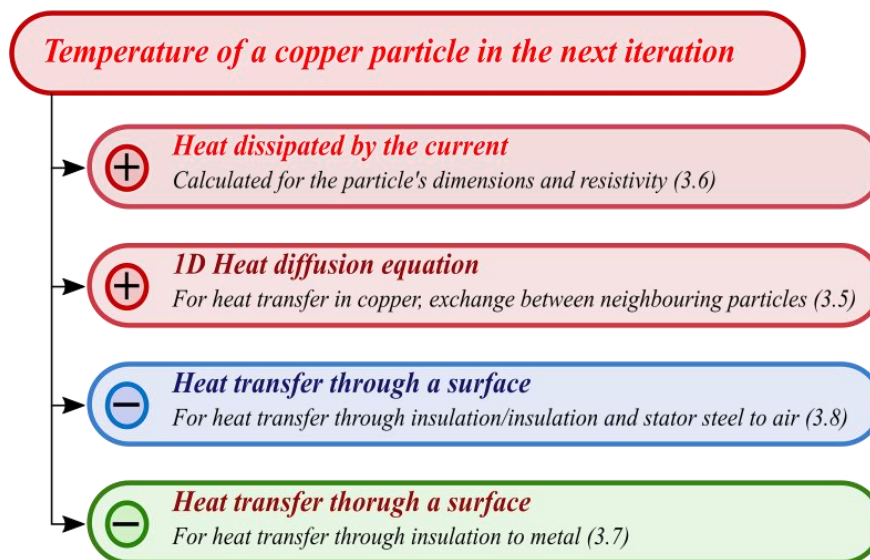 Temperature of a copper particle in the next iteration
Heat dissipated by the current
Calculated for the particle's dimensions and resistivity (3.6)
1D Heat diffusion equation
For heat transfer in copper, exchange between neighbouring particles (3.5)
Heat transfer through a surface
For heat transfer through insulation/insulation and stator steel to air (3.8)
Heat transfer thorugh a surface
For heat transfer through insulation to metal (3.7)